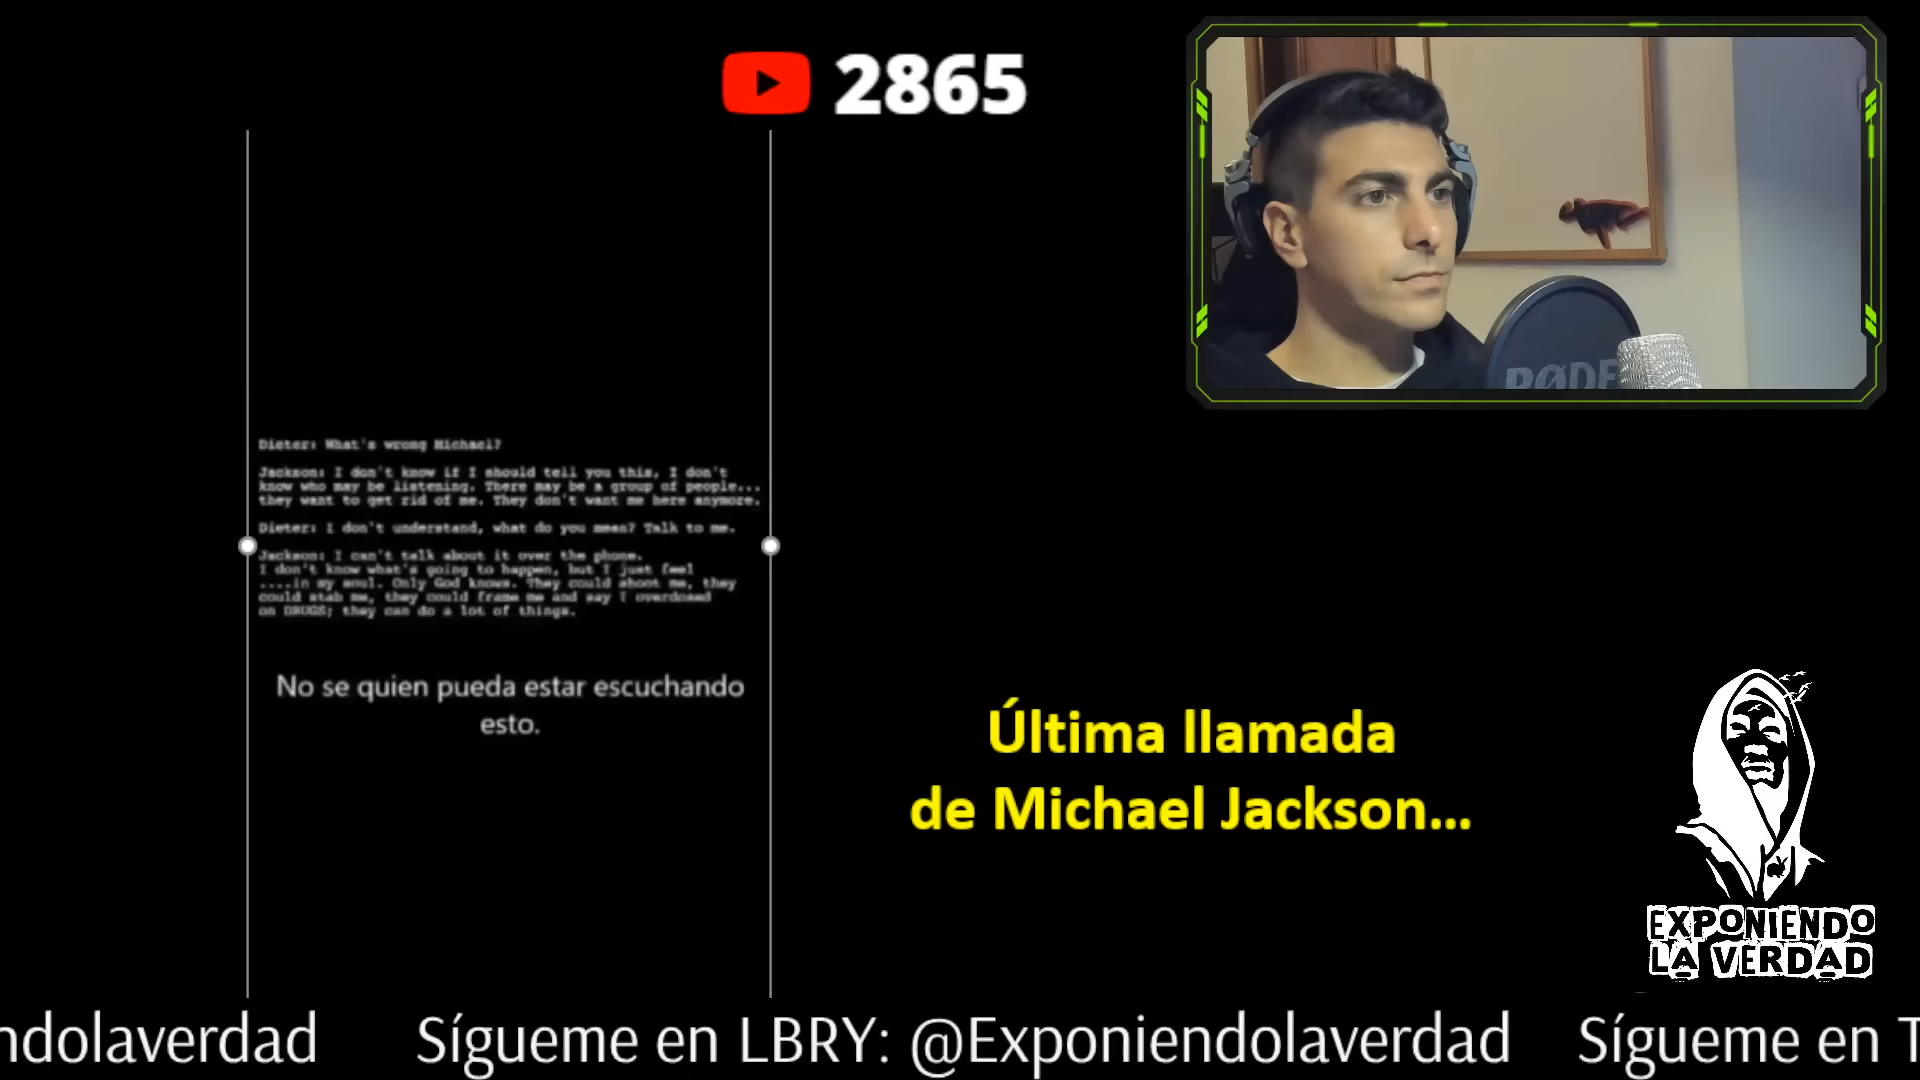 2865
RØDE
Dieter: What's wrong Michael?
Jackson: I don't know if I should tell you this, I don't
know who may be listening. There may be a group of people...
they want to get rid of me. They don't want me here anymore.
Dieter: I don't understand, what do you mean? Talk to me.
Jackson: I can't talk about it over the phone.
I don't know what's going to happen, but I just feel
....in my soul. Only God knows. They could shoot me, they
could stab me, they could frame me and say I overdosed
on DRUGS; they can do a lot of things.
No se quien pueda estar escuchando
esto.
Última llamada
de Michael Jackson...
EXPONIENDO
LA VERDAD
ndolaverdad Sígueme en LBRY: @Exponiendolaverdad Sígueme en T